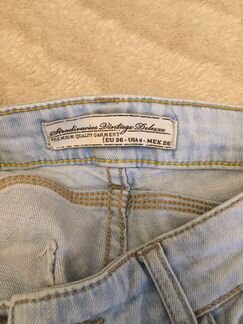 Stradivarius Vintage Deluxe
PREMIUM QUALITY GARMENT
EU 36 - USA 4 - MEX 26